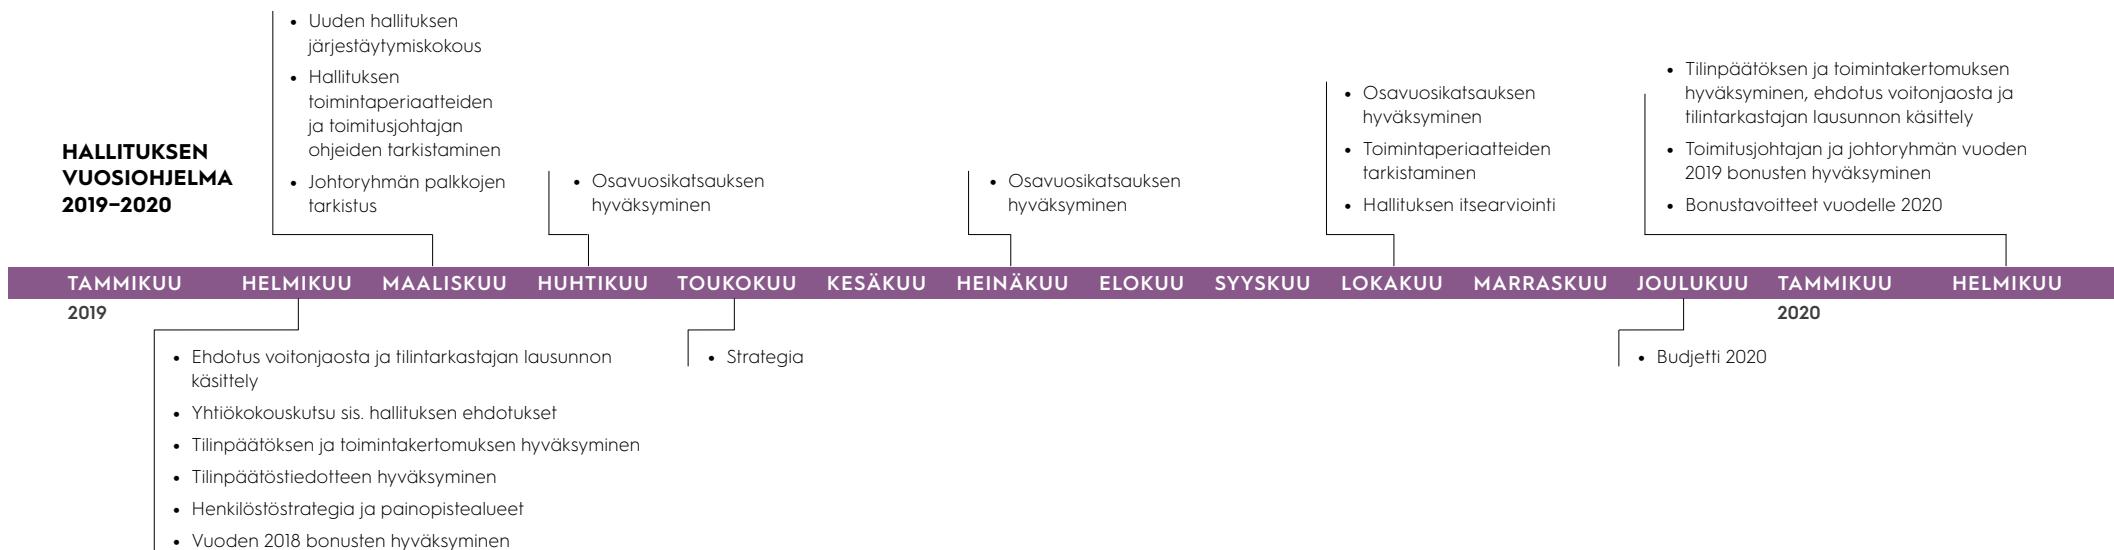 HALLITUKSEN
VUOSIOHJELMA
2019–2020
• Uuden hallituksen
järjestäytymiskokous
• Hallituksen
toimintaperiaatteiden
ja toimitusjohtajan
ohjeiden tarkistaminen
• Johtoryhmän palkkojen
tarkistus
• Osavuosikatsauksen
hyväksyminen
• Osavuosikatsauksen
hyväksyminen
• Osavuosikatsauksen
hyväksyminen
• Toimintaperiaatteiden
tarkistaminen
• Hallituksen itsearviointi
• Tilinpäätöksen ja toimintakertomuksen
hyväksyminen, ehdotus voitonjaosta ja
tilintarkastajan lausunnon käsittely
• Toimitusjohtajan ja johtoryhmän vuoden
2019 bonusten hyväksyminen
• Bonustavoitteet vuodelle 2020
TAMMIKUU HELMIKUU MAALISKUU HUHTIKUU TOUKOKUU KESÄKUU HEINÄKUU ELOKUU SYYSKUU LOKAKUU MARRASKUU JOULUKUU TAMMIKUU HELMIKUU
2019 2020
• Ehdotus voitonjaosta ja tilintarkastajan lausunnon
käsittely
• Yhtiökokouskutsu sis. hallituksen ehdotukset
• Tilinpäätöksen ja toimintakertomuksen hyväksyminen
• Tilinpäätöstiedotteen hyväksyminen
• Henkilöstöstrategia ja painopistealueet
• Vuoden 2018 bonusten hyväksyminen
• Strategia
• Budjetti 2020